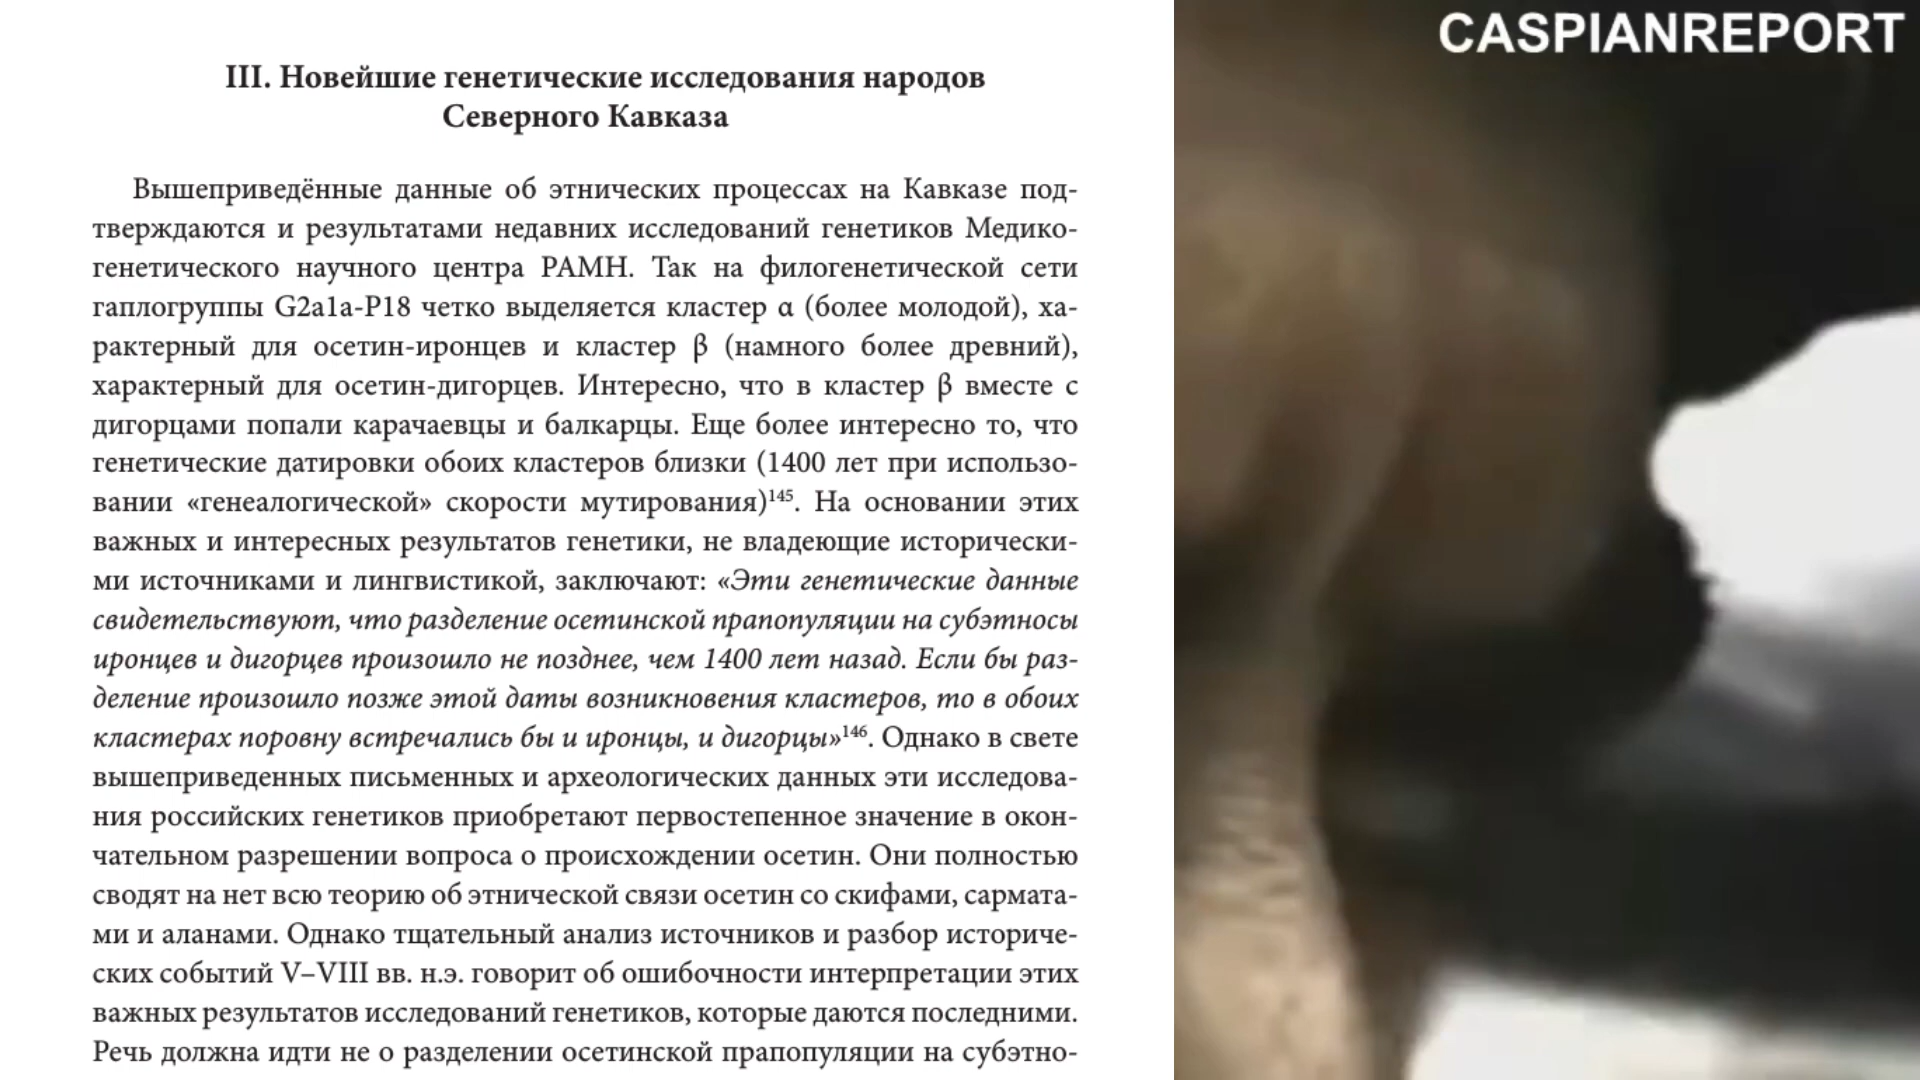 III. Новейшие генетические исследования народов
Северного Кавказа
Вышеприведённые данные об этнических процессах на Кавказе под-
тверждаются и результатами недавних исследований генетиков Медико-
генетического научного центра РАМН. Так на филогенетической сети
гаплогруппы G2a1a-P18 четко выделяется кластер α (более молодой), ха-
рактерный для осетин-иронцев и кластер β (намного более древний),
характерный для осетин-дигорцев. Интересно, что в кластер β вместе с
дигорцами попали карачаевцы и балкарцы. Еще более интересно то, что
генетические датировки обоих кластеров близки (1400 лет при использо-
вании «генеалогической» скорости мутирования)¹⁴⁵. На основании этих
важных и интересных результатов генетики, не владеющие исторически-
ми источниками и лингвистикой, заключают: «Эти генетические данные
свидетельствуют, что разделение осетинской прапопуляции на субэтносы
иронцев и дигорцев произошло не позднее, чем 1400 лет назад. Если бы раз-
деление произошло позже этой даты возникновения кластеров, то в обоих
кластерах поровну встречались бы и иронцы, и дигорцы»¹⁴⁶. Однако в свете
вышеприведенных письменных и археологических данных эти исследова-
ния российских генетиков приобретают первостепенное значение в окон-
чательном разрешении вопроса о происхождении осетин. Они полностью
сводят на нет всю теорию об этнической связи осетин со скифами, сармата-
ми и аланами. Однако тщательный анализ источников и разбор историче-
ских событий V–VIII вв. н.э. говорит об ошибочности интерпретации этих
важных результатов исследований генетиков, которые даются последними.
Речь должна идти не о разделении осетинской прапопуляции на субэтно-
CASPIANREPORT